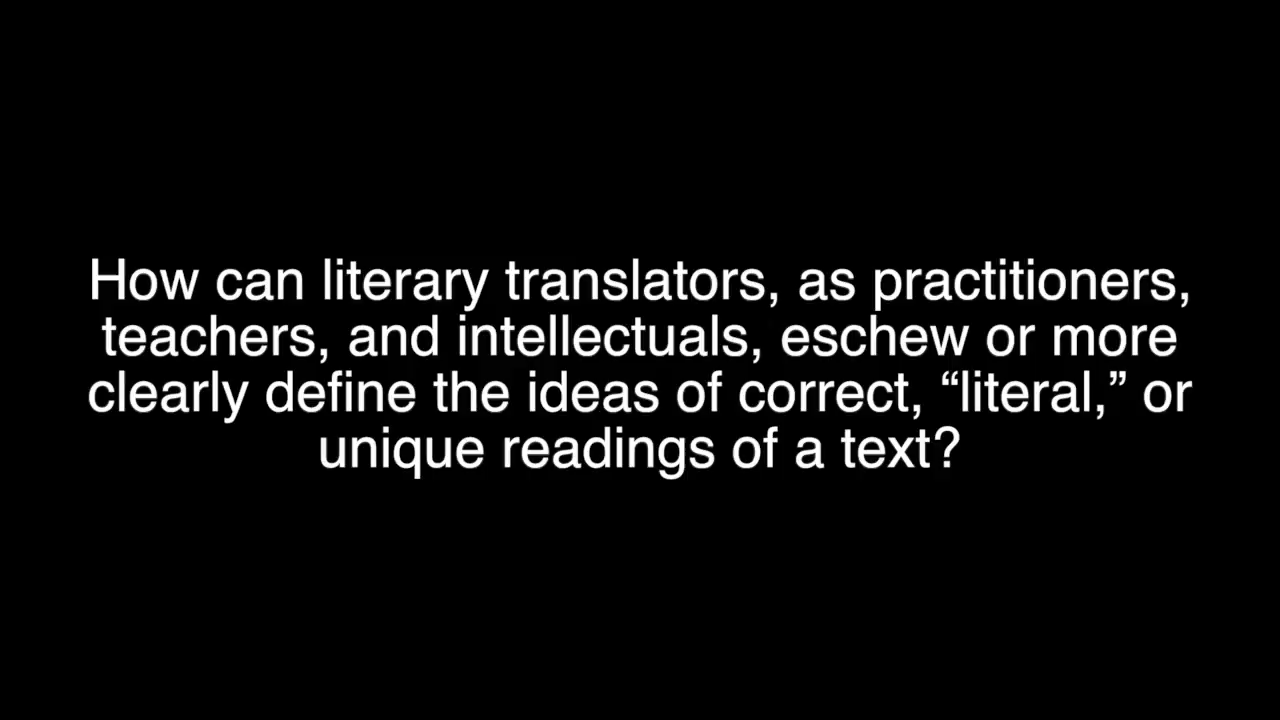 How can literary translators, as practitioners,
teachers, and intellectuals, eschew or more
clearly define the ideas of correct, “literal,” or
unique readings of a text?